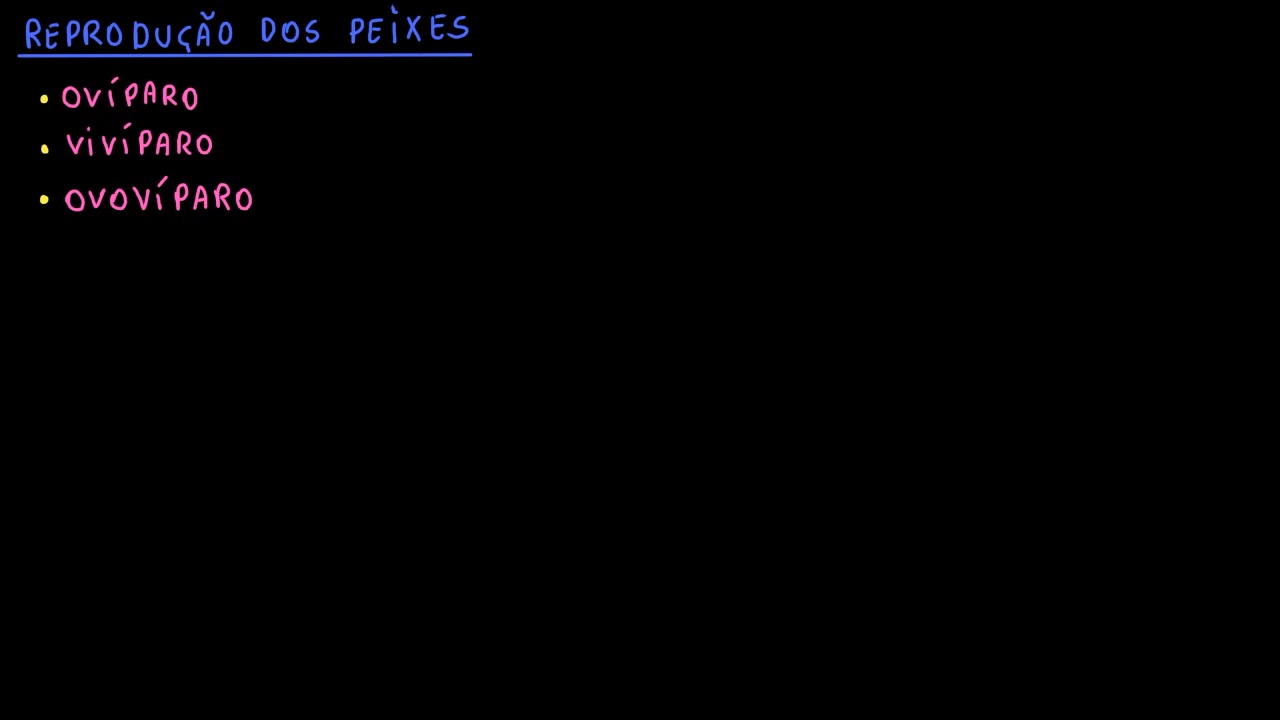 REPRODUÇÃO DOS PEIXES
• OVÍPARO
• VIVÍPARO
• OVOVÍPARO